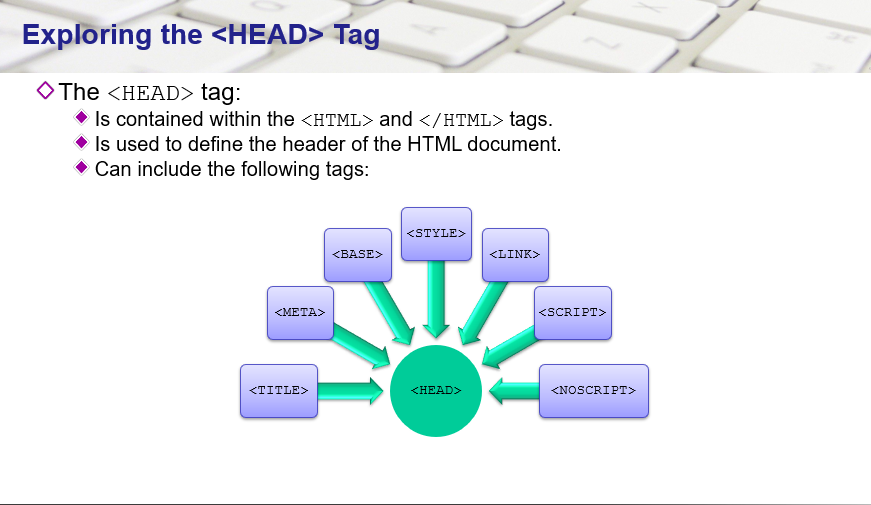 Exploring the <HEAD> Tag
The <HEAD> tag:
Is contained within the <HTML> and </HTML> tags.
Is used to define the header of the HTML document.
Can include the following tags:
<STYLE>
<BASE>
<LINK>
<META>
<SCRIPT>
<TITLE>
<HEAD>
<NOSCRIPT>